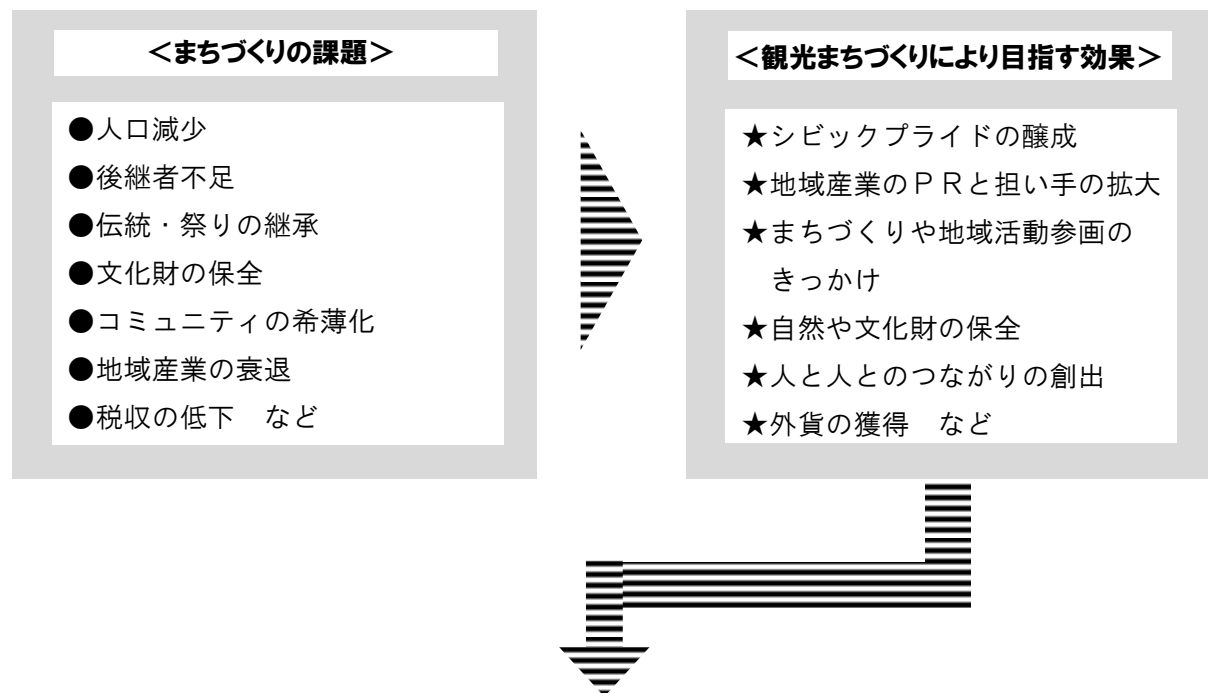 <まちづくりの課題>
●人口減少
●後継者不足
●伝統・祭りの継承
●文化財の保全
●コミュニティの希薄化
●地域産業の衰退
●税収の低下　など
<観光まちづくりにより目指す効果>
★シビックプライドの醸成
★地域産業のＰＲと担い手の拡大
★まちづくりや地域活動参画の
きっかけ
★自然や文化財の保全
★人と人とのつながりの創出
★外貨の獲得　など